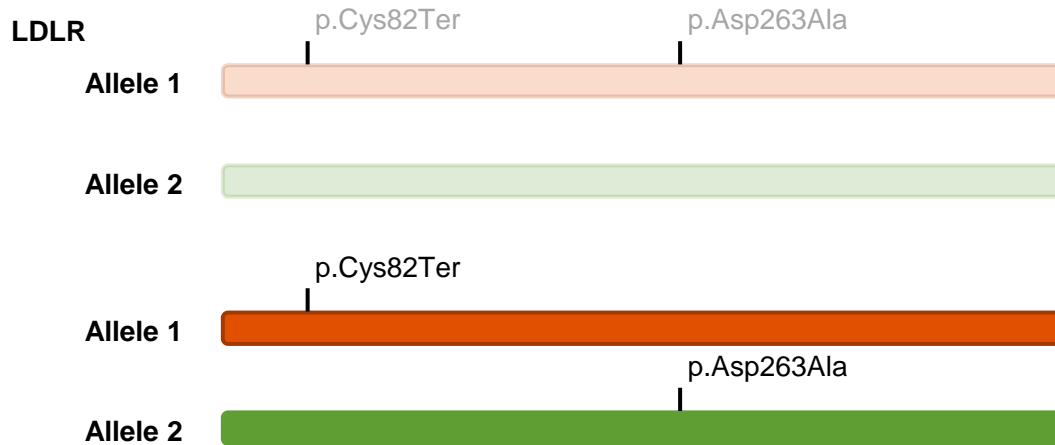 p.Cys82Ter p.Asp263Ala
LDLR
Allele 1
Allele 2
p.Cys82Ter
Allele 1
p.Asp263Ala
Allele 2